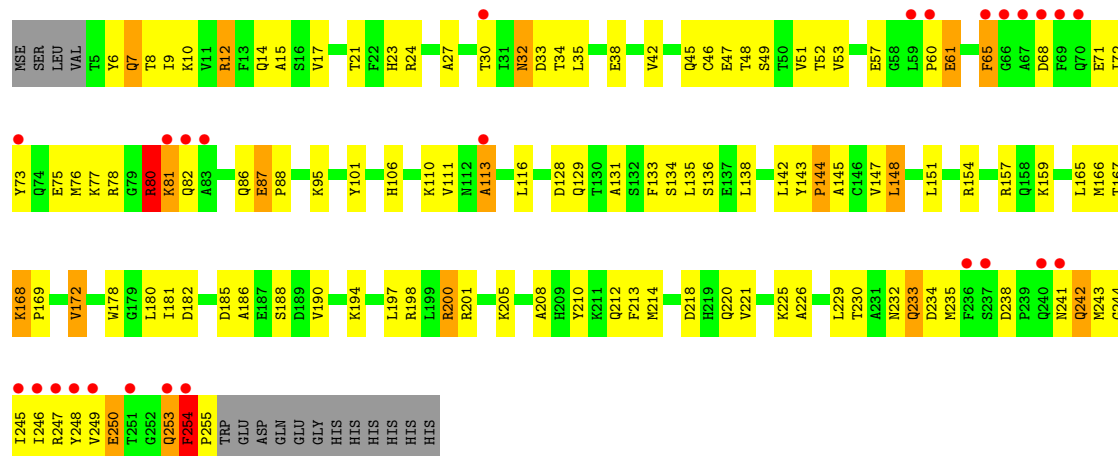 MSE SER LEU VAL T5 Y6 Q7 T8 I9 K10 V11 R12 F13 Q14 A15 S16 V17 T21 F22 H23 R24 A27 T30 I31 N32 D33 T34 L35 E38 V42 Q45 C46 E47 T48 S49 T50 V51 T52 V53 E57 G58 L59 P60 E61 F65 G66 A67 D68 F69 Q70 E71 I72
Y73 Q74 E75 M76 K77 R78 G79 R80 K81 Q82 A83 Q86 E87 P88 K95 Y101 H106 K110 V111 N112 A113 L116 D128 Q129 T130 A131 S132 F133 S134 L135 S136 E137 L138 L142 Y143 P144 A145 C146 V147 L148 L151 R154 R157 Q158 K159 L165 M166 T167
K168 P169 V172 W178 G179 L180 I181 D182 D185 A186 E187 S188 D189 V190 K194 L197 R198 L199 R200 R201 K205 A208 H209 Y210 K211 Q212 F213 M214 D218 H219 Q220 V221 K225 A226 L229 T230 A231 N232 Q233 D234 M235 F236 S237 D238 P239 Q240 N241 Q242 M243
I245 I246 R247 Y248 V249 E250 T251 G252 Q253 F254 P255 TRP GLU ASP GLN GLU GLY HIS HIS HIS HIS HIS HIS